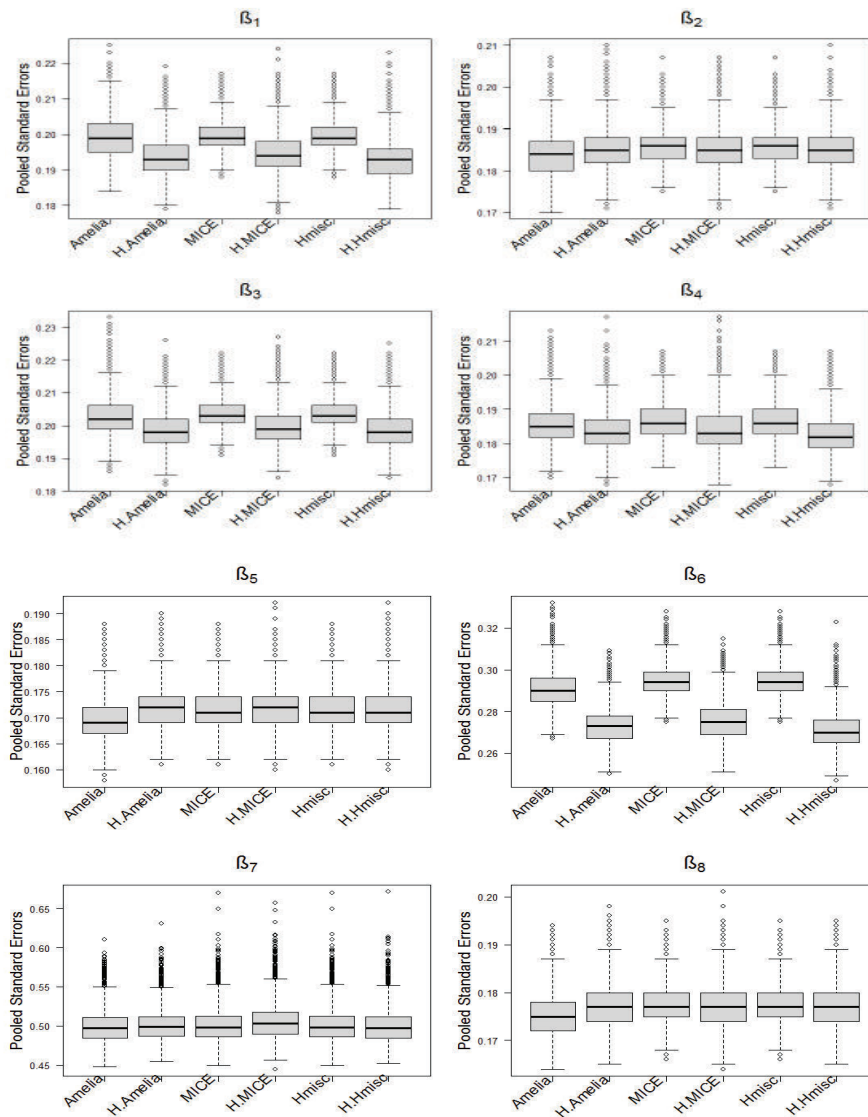 ß1
Pooled Standard Errors
0.22
0.21
0.20
0.19
0.18
Amelia
H.Amelia
MICE
H.MICE
Hmisc
H.Hmisc
ß2
Pooled Standard Errors
0.21
0.20
0.19
0.18
0.17
Amelia
H.Amelia
MICE
H.MICE
Hmisc
H.Hmisc
ß3
Pooled Standard Errors
0.23
0.22
0.21
0.20
0.19
0.18
Amelia
H.Amelia
MICE
H.MICE
Hmisc
H.Hmisc
ß4
Pooled Standard Errors
0.21
0.20
0.19
0.18
0.17
Amelia
H.Amelia
MICE
H.MICE
Hmisc
H.Hmisc
ß5
Pooled Standard Errors
0.190
0.185
0.180
0.175
0.170
0.165
0.160
Amelia
H.Amelia
MICE
H.MICE
Hmisc
H.Hmisc
ß6
Pooled Standard Errors
0.32
0.30
0.28
0.26
Amelia
H.Amelia
MICE
H.MICE
Hmisc
H.Hmisc
ß7
Pooled Standard Errors
0.65
0.60
0.55
0.50
0.45
Amelia
H.Amelia
MICE
H.MICE
Hmisc
H.Hmisc
ß8
Pooled Standard Errors
0.20
0.19
0.18
0.17
Amelia
H.Amelia
MICE
H.MICE
Hmisc
H.Hmisc